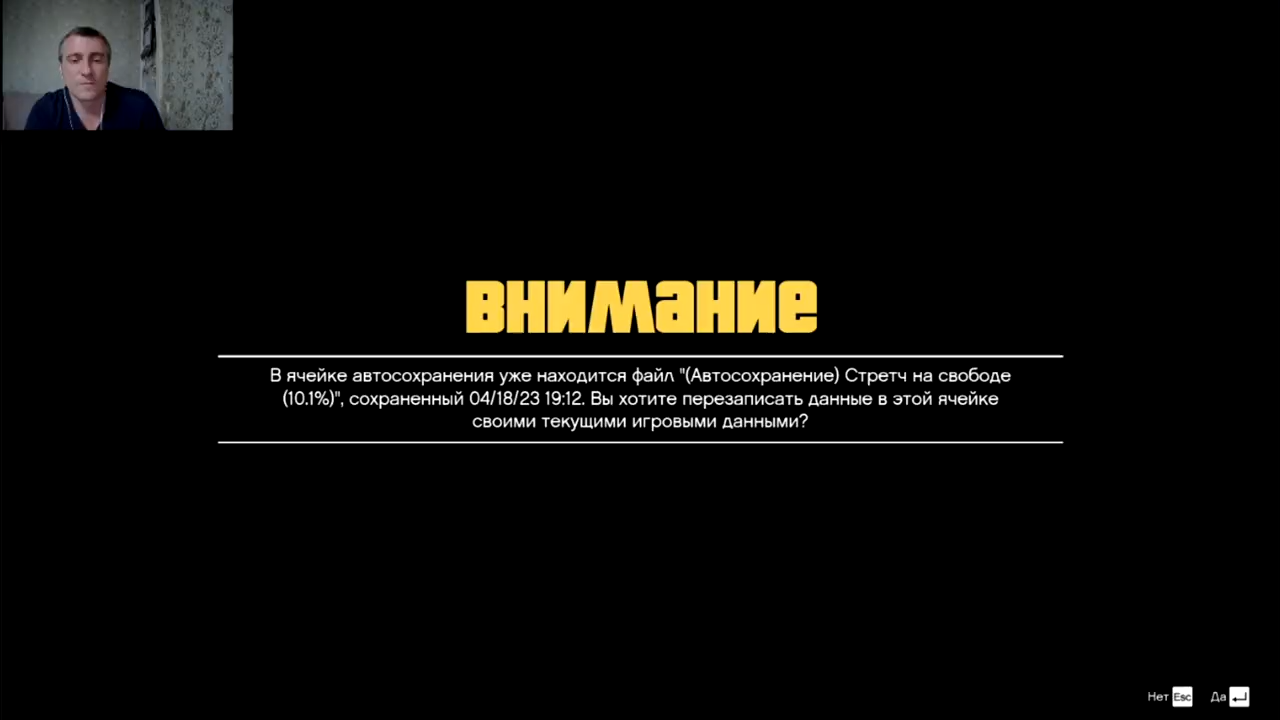 внимание
В ячейке автосохранения уже находится файл "(Автосохранение) Стретч на свободе
(10.1%)", сохраненный 04/18/23 19:12. Вы хотите перезаписать данные в этой ячейке
своими текущими игровыми данными?
Нет Esc Да